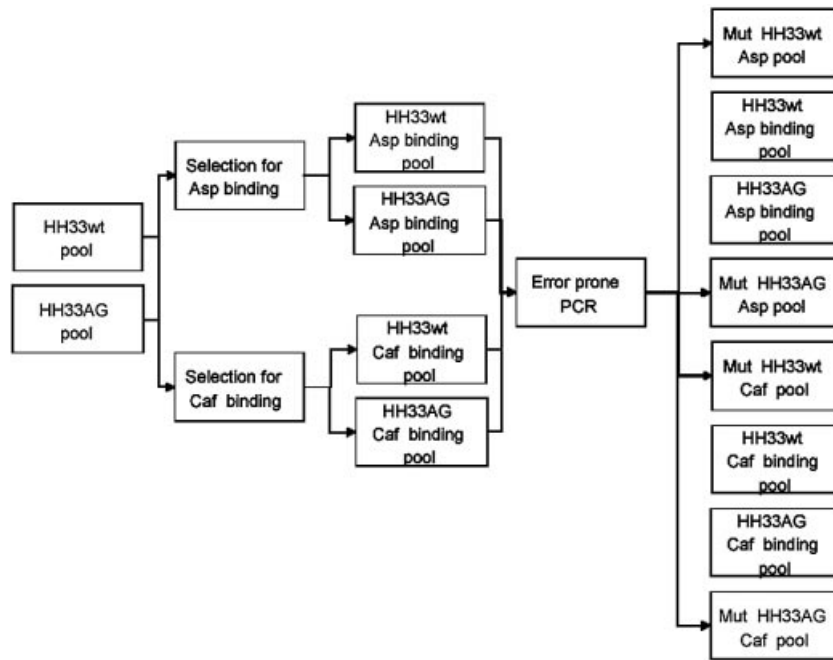 HH33wt
pool
HH33AG
pool
Selection for
Asp binding
Selection for
Caf binding
HH33wt
Asp binding
pool
HH33AG
Asp binding
pool
HH33wt
Caf binding
pool
HH33AG
Caf binding
pool
Error prone
PCR
Mut HH33wt
Asp pool
HH33wt
Asp binding
pool
HH33AG
Asp binding
pool
Mut HH33AG
Asp pool
Mut HH33wt
Caf pool
HH33wt
Caf binding
pool
HH33AG
Caf binding
pool
Mut HH33AG
Caf pool